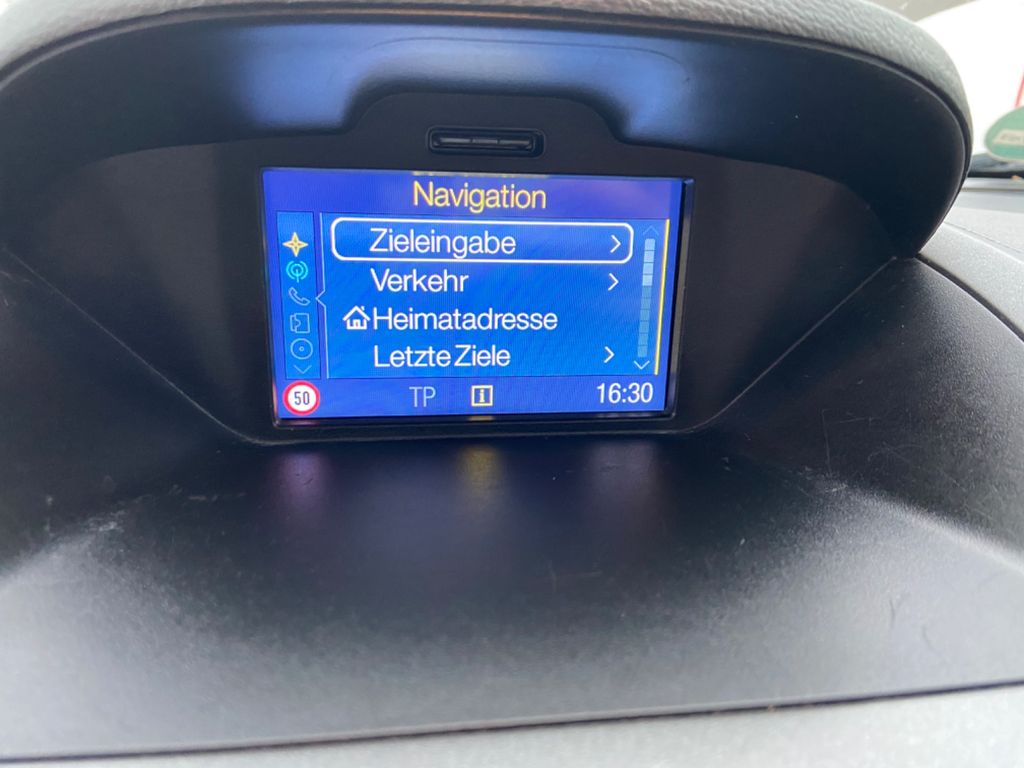 Navigation
Zieleingabe
Verkehr
Heimatadresse
Letzte Ziele
50 TP i 16:30